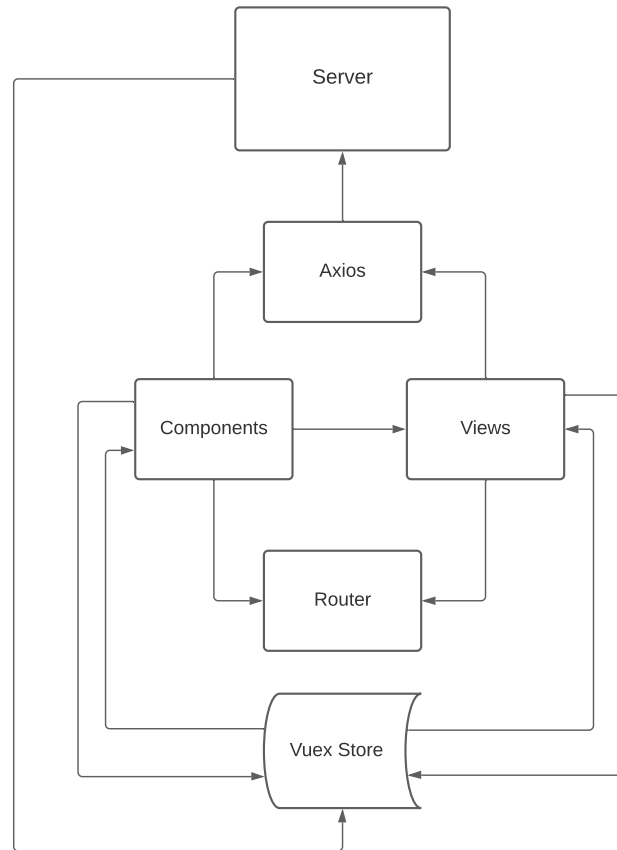 Server
Axios
Components
Views
Router
Vuex Store